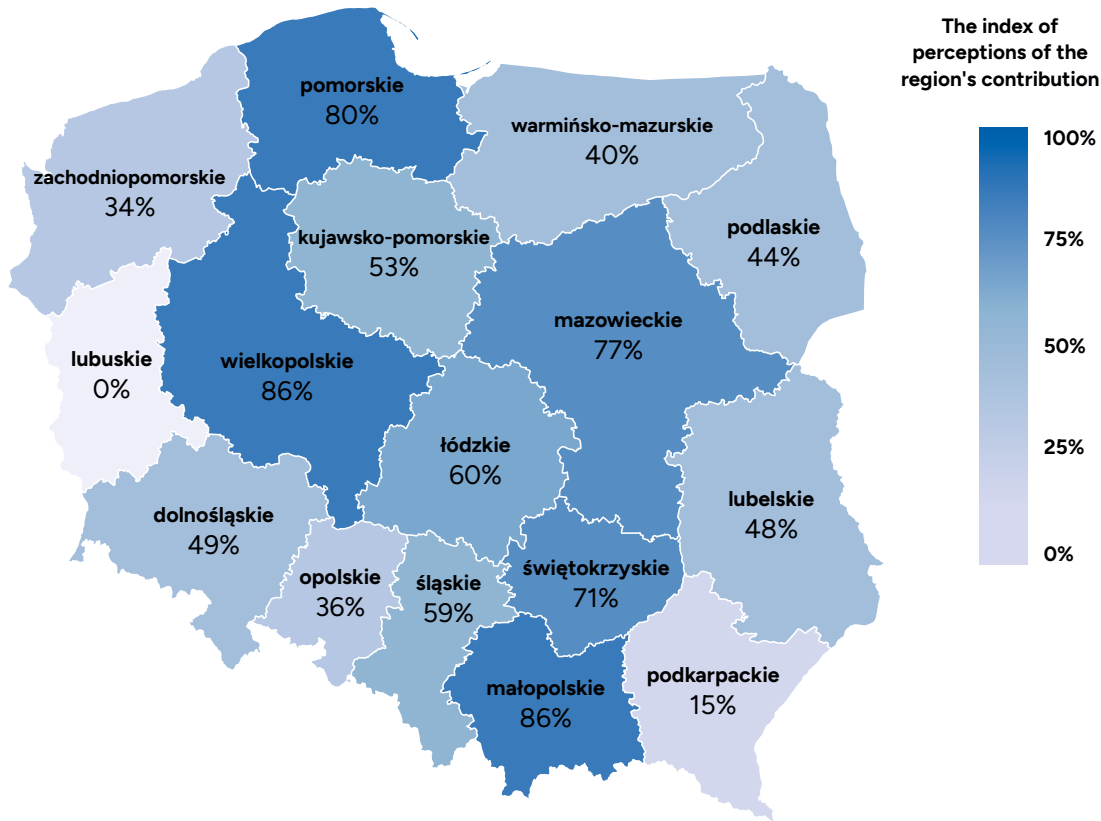 The index of
perceptions of the
region's contribution
100%
75%
50%
25%
0%
pomorskie
80%
warmińsko-mazurskie
40%
zachodniopomorskie
34%
kujawsko-pomorskie
53%
podlaskie
44%
mazowieckie
77%
lubuskie
0%
wielkopolskie
86%
łódzkie
60%
lubelskie
48%
dolnośląskie
49%
opolskie
36%
śląskie
59%
świętokrzyskie
71%
małopolskie
86%
podkarpackie
15%